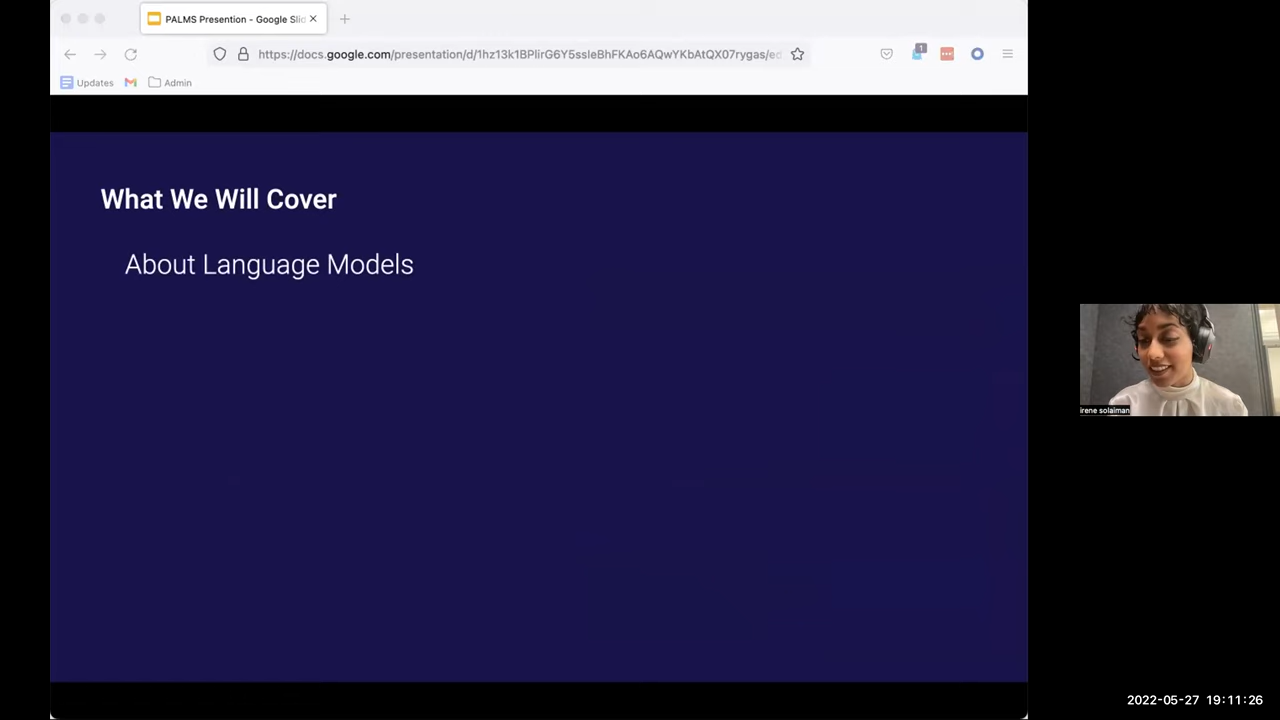 PALMS Presention - Google Slid
https://docs.google.com/presentation/d/1hz13k1BPlirG6Y5ssleBhFKAo6AQwYKbAtQX07rygas/ed
1
Updates
Admin
What We Will Cover
About Language Models
irene solaiman
2022-05-27 19:11:26